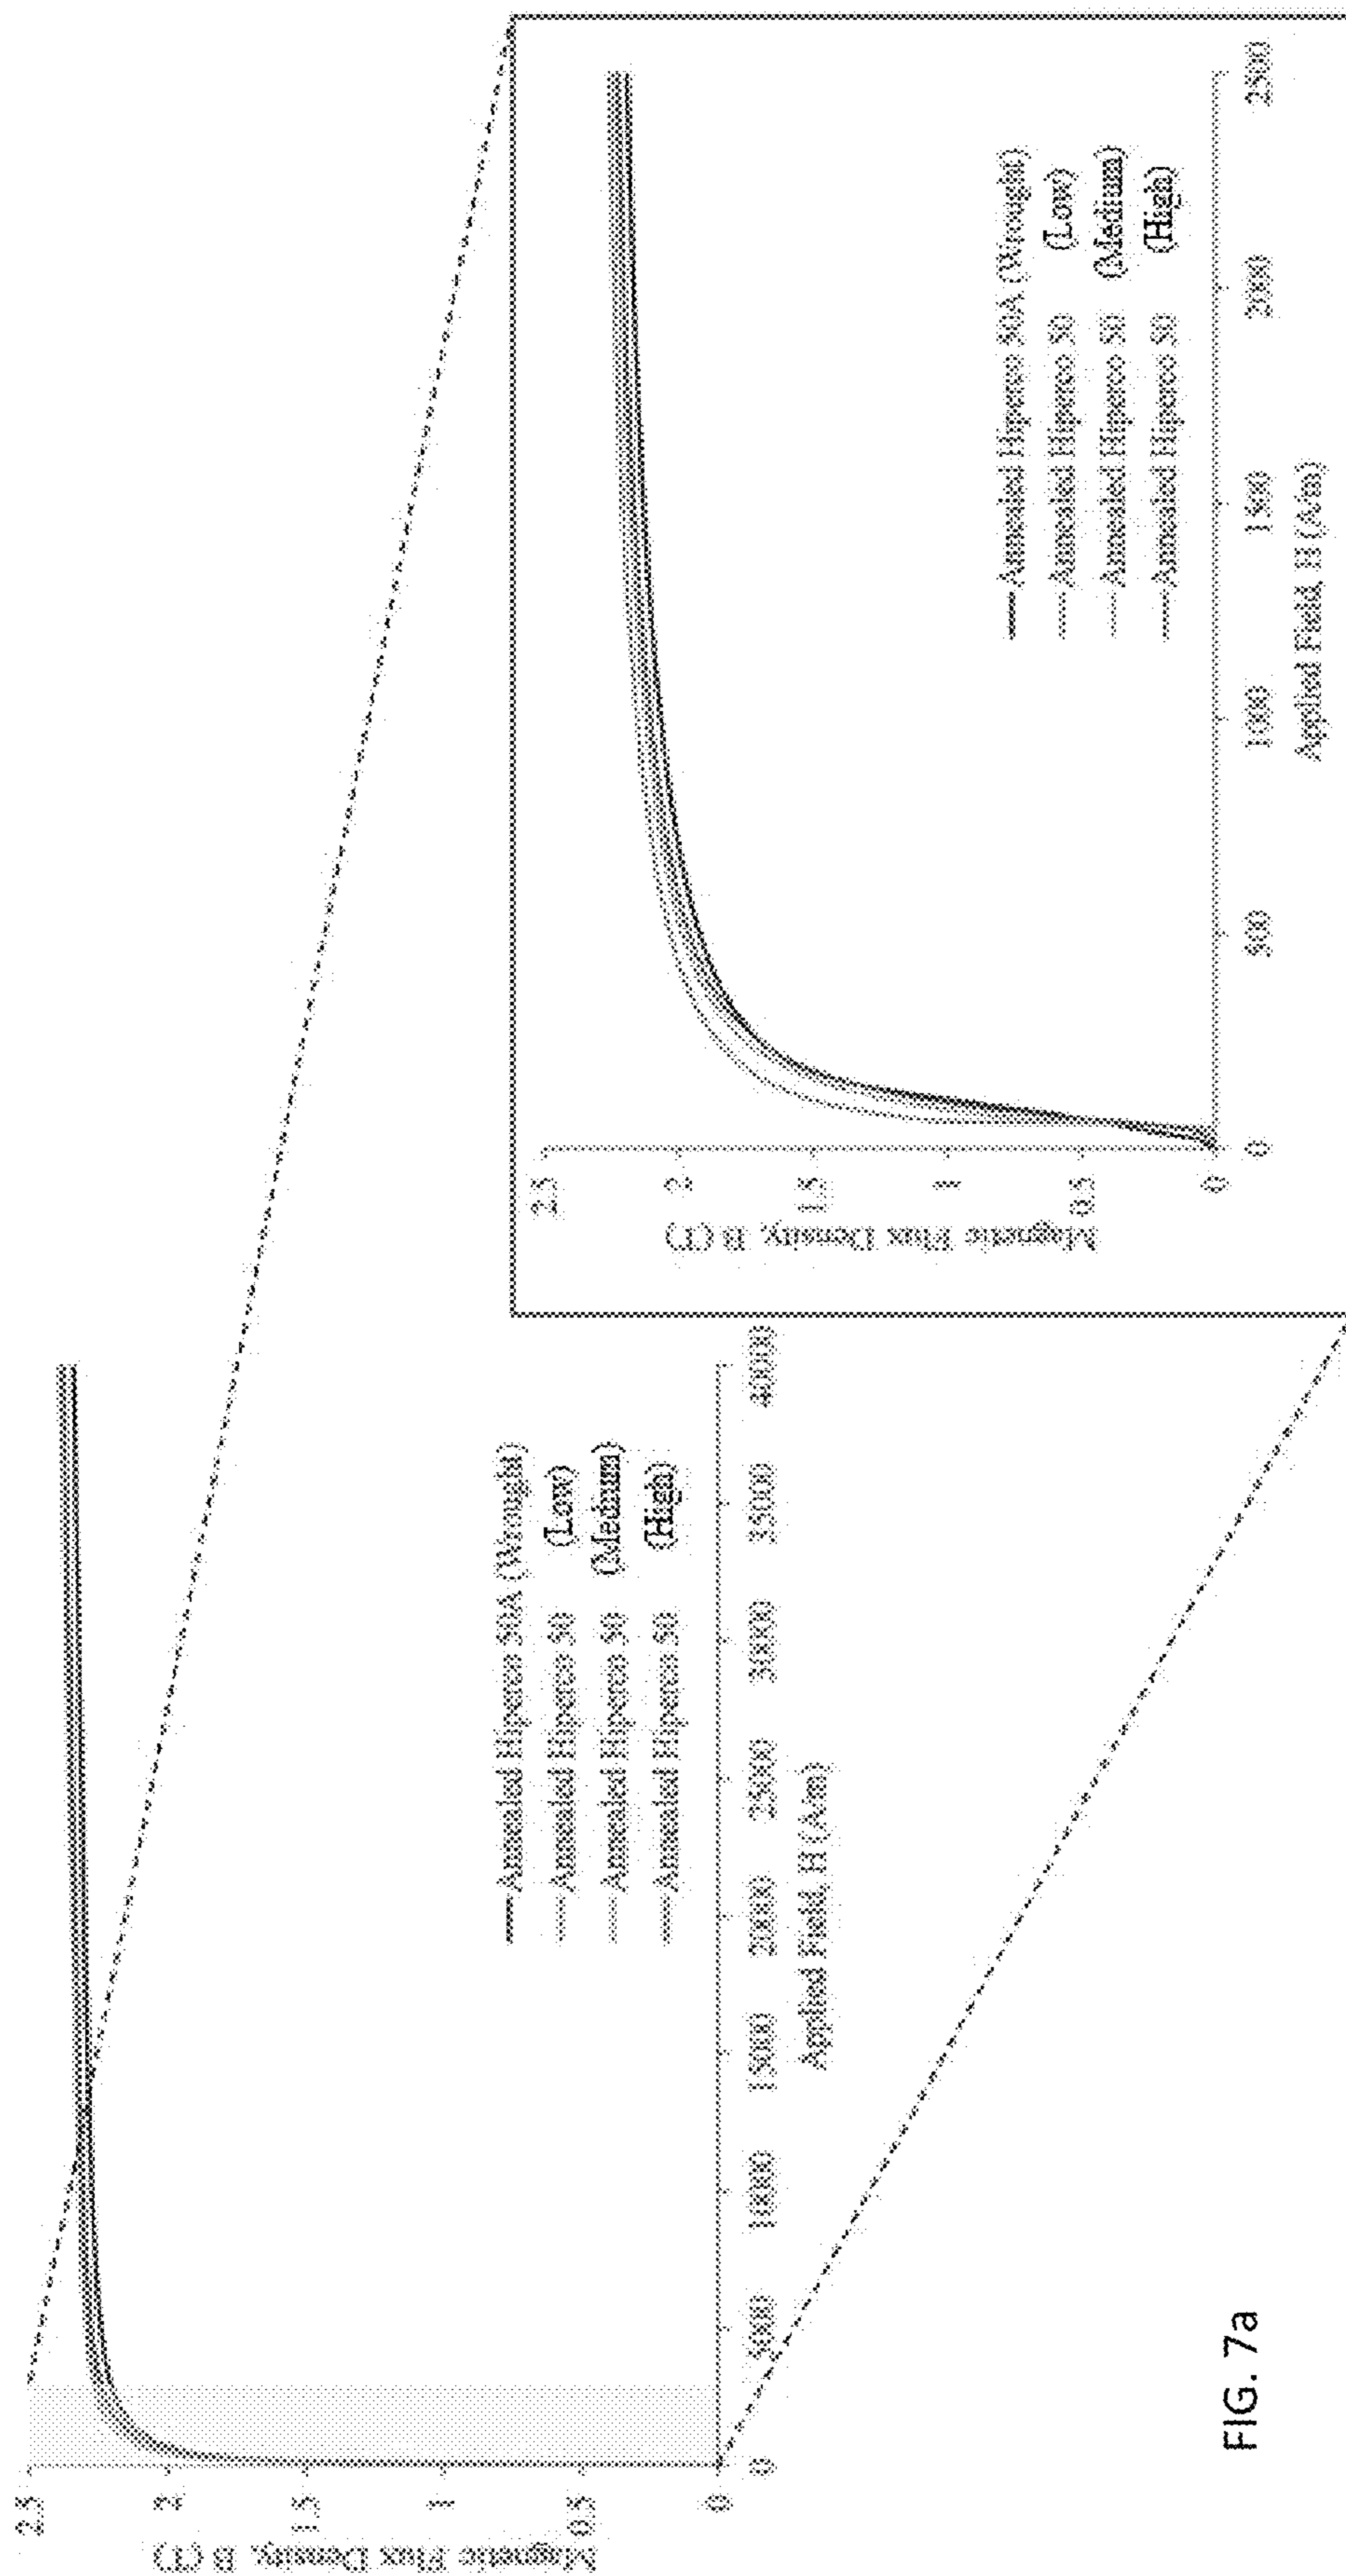 Magnetic Flux Density, B (T)
2.5
2
1.5
1
0.5
0
Annealed Hiperco 50A (Wrought)
Annealed Hiperco 50 (Low)
Annealed Hiperco 50 (Medium)
Annealed Hiperco 50 (High)
0 5000 10000 15000 20000 25000 30000 35000 40000
Applied Field, H (A/m)
Magnetic Flux Density, B (T)
2.5
2
1.5
1
0.5
0
Annealed Hiperco 50A (Wrought)
Annealed Hiperco 50 (Low)
Annealed Hiperco 50 (Medium)
Annealed Hiperco 50 (High)
0 500 1000 1500 2000 2500
Applied Field, H (A/m)
FIG. 7a